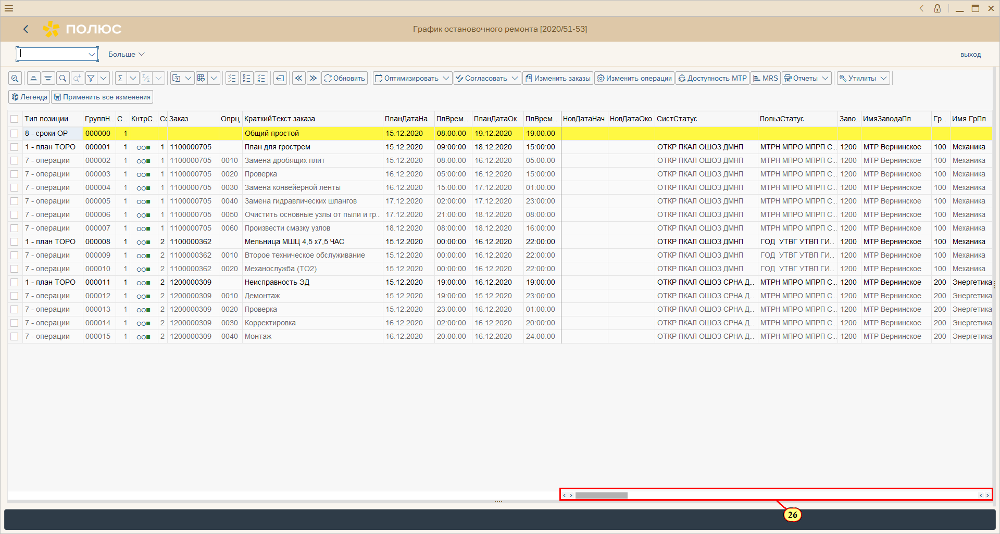 ПОЛЮС
График остановочного ремонта [2020/51-53]
Больше
выход
Обновить Оптимизировать Согласовать Изменить заказы Изменить операции Доступность МТР MRS Отчеты Утилиты
Легенда Применить все изменения
Тип позиции ГруппН... С... КнтрС... Сс Заказ Опрц КраткийТекст заказа ПланДатаНа ПлВрем... ПланДатаОк ПлВрем... НовДатаНач НовДатаОко СистСтатус ПользСтатус Заво... ИмяЗаводаПл Гр... Имя ГрПл
8 - сроки ОР 000000 1 Общий простой 15.12.2020 08:00:00 19.12.2020 19:00:00
1 - план ТОРО 000001 1 1 1100000705 План для грострем 15.12.2020 09:00:00 18.12.2020 15:00:00 ОТКР ПКАЛ ОШОЗ ДМНП МТРН МПРО МПРП С... 1200 МТР Вернинское 100 Механика
7 - операции 000002 1 1 1100000705 0010 Замена дробящих плит 15.12.2020 08:00:00 16.12.2020 05:00:00 ОТКР ПКАЛ ОШОЗ ДМНП МТРН МПРО МПРП С... 1200 МТР Вернинское 100 Механика
7 - операции 000003 1 1 1100000705 0020 Проверка 16.12.2020 05:00:00 16.12.2020 15:00:00 ОТКР ПКАЛ ОШОЗ ДМНП МТРН МПРО МПРП С... 1200 МТР Вернинское 100 Механика
7 - операции 000004 1 1 1100000705 0030 Замена конвейерной ленты 16.12.2020 15:00:00 17.12.2020 01:00:00 ОТКР ПКАЛ ОШОЗ ДМНП МТРН МПРО МПРП С... 1200 МТР Вернинское 100 Механика
7 - операции 000005 1 1 1100000705 0040 Замена гидравлических шлангов 17.12.2020 02:00:00 17.12.2020 23:00:00 ОТКР ПКАЛ ОШОЗ ДМНП МТРН МПРО МПРП С... 1200 МТР Вернинское 100 Механика
7 - операции 000006 1 1 1100000705 0050 Очистить основные узлы от пыли и гр... 17.12.2020 21:00:00 18.12.2020 08:00:00 ОТКР ПКАЛ ОШОЗ ДМНП МТРН МПРО МПРП С... 1200 МТР Вернинское 100 Механика
7 - операции 000007 1 1 1100000705 0060 Произвести смазку узлов 18.12.2020 08:00:00 18.12.2020 16:00:00 ОТКР ПКАЛ ОШОЗ ДМНП МТРН МПРО МПРП С... 1200 МТР Вернинское 100 Механика
1 - план ТОРО 000008 1 2 1100000362 Мельница МШЦ 4,5 х7,5 ЧАС 15.12.2020 00:00:00 16.12.2020 22:00:00 ОТКР ПКАЛ ОШОЗ ДМНП ГОД УТВГ УТВП ГИ... 1200 МТР Вернинское 100 Механика
7 - операции 000009 1 2 1100000362 0010 Второе техническое обслуживание 15.12.2020 00:00:00 16.12.2020 22:00:00 ОТКР ПКАЛ ОШОЗ ДМНП ГОД УТВГ УТВП ГИ... 1200 МТР Вернинское 100 Механика
7 - операции 000010 1 2 1100000362 0020 Механослужба (ТО2) 15.12.2020 00:00:00 16.12.2020 22:00:00 ОТКР ПКАЛ ОШОЗ ДМНП ГОД УТВГ УТВП ГИ... 1200 МТР Вернинское 100 Механика
1 - план ТОРО 000011 1 2 1200000309 Неисправность ЭД 15.12.2020 19:00:00 16.12.2020 19:00:00 ОТКР ПКАЛ ОШОЗ СРНА Д... МТРН МПРО МПРП С... 1200 МТР Вернинское 200 Энергетика
7 - операции 000012 1 2 1200000309 0010 Демонтаж 15.12.2020 19:00:00 15.12.2020 23:00:00 ОТКР ПКАЛ ОШОЗ СРНА Д... МТРН МПРО МПРП С... 1200 МТР Вернинское 200 Энергетика
7 - операции 000013 1 2 1200000309 0020 Проверка 15.12.2020 23:00:00 16.12.2020 01:00:00 ОТКР ПКАЛ ОШОЗ СРНА Д... МТРН МПРО МПРП С... 1200 МТР Вернинское 200 Энергетика
7 - операции 000014 1 2 1200000309 0030 Корректировка 16.12.2020 02:00:00 16.12.2020 20:00:00 ОТКР ПКАЛ ОШОЗ СРНА Д... МТРН МПРО МПРП С... 1200 МТР Вернинское 200 Энергетика
7 - операции 000015 1 2 1200000309 0040 Монтаж 16.12.2020 20:00:00 16.12.2020 24:00:00 ОТКР ПКАЛ ОШОЗ СРНА Д... МТРН МПРО МПРП С... 1200 МТР Вернинское 200 Энергетика
26